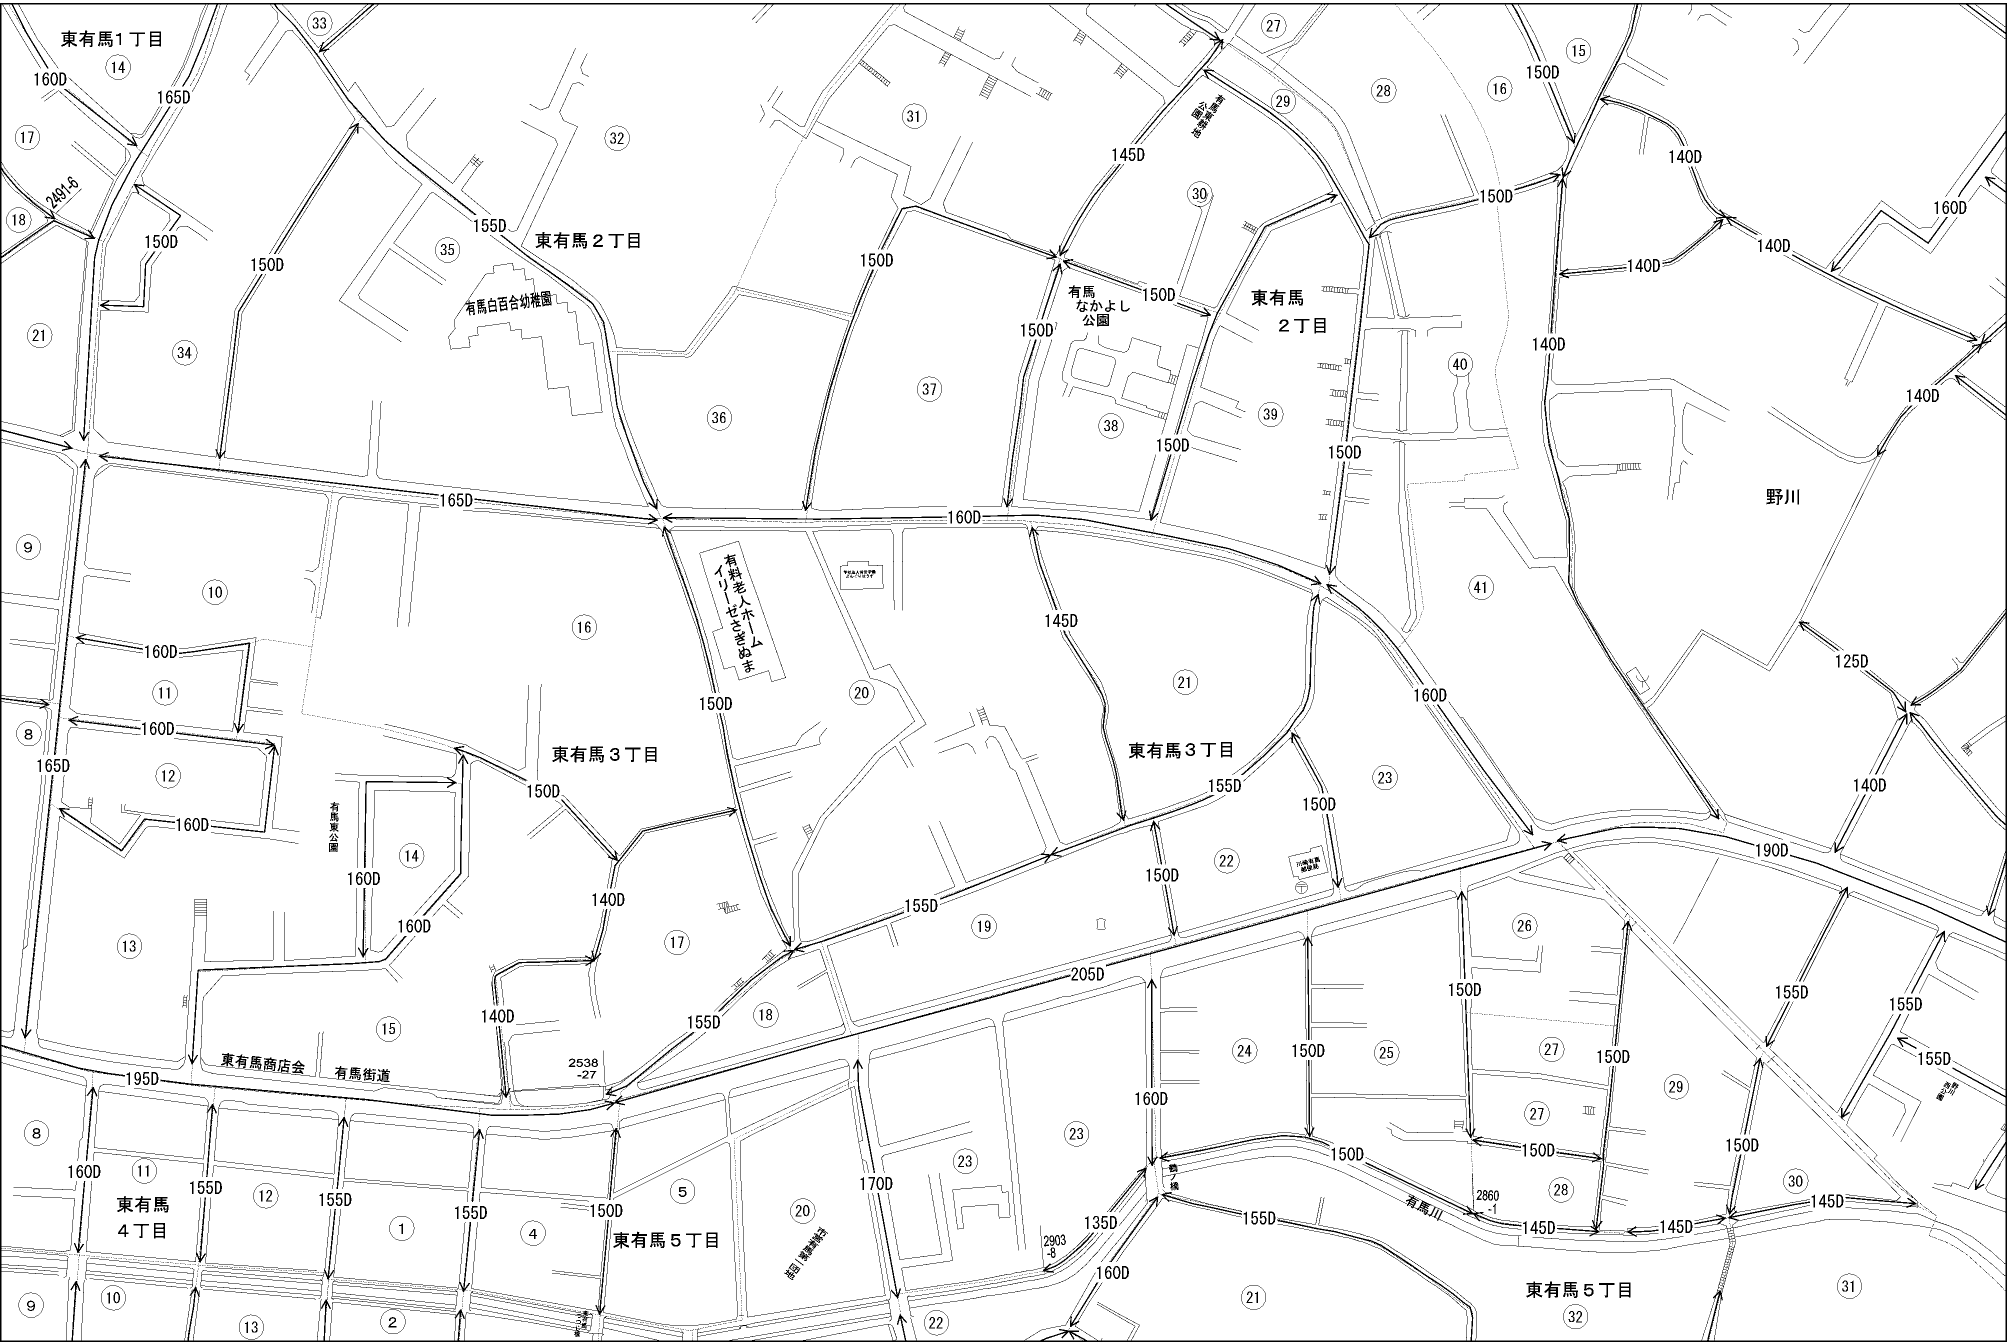 33
27
東有馬1丁目
14
15
160D
150D
28
16
165D
29
31
17
32
145D
140D
2491-6
30
150D
160D
18
155D
東有馬２丁目
150D
35
140D
150D
150D
140D
有馬
なかよし
公園
150D
東有馬
２丁目
有馬白百合幼稚園
21
34
150D
140D
40
140D
36
37
38
39
150D
150D
165D
160D
野川
9
10
有料老人ホーム
イリーゼさぎぬま
41
16
145D
160D
125D
11
20
21
150D
160D
8
160D
165D
東有馬３丁目
東有馬３丁目
12
23
150D
155D
150D
140D
160D
有馬東公園
14
22
190D
160D
150D
140D
155D
160D
13
17
19
26
205D
150D
155D
155D
140D
155D
18
15
24
150D
25
27
150D
155D
東有馬商店会
有馬街道
2538
-27
195D
29
160D
27
8
23
150D
150D
150D
11
160D
12
155D
155D
155D
150D
5
23
170D
28
30
東有馬
４丁目
1
4
東有馬５丁目
20
135D
155D
有馬川
2860
-1
145D
145D
145D
2903
-8
160D
9
10
13
2
22
21
東有馬５丁目
32
31